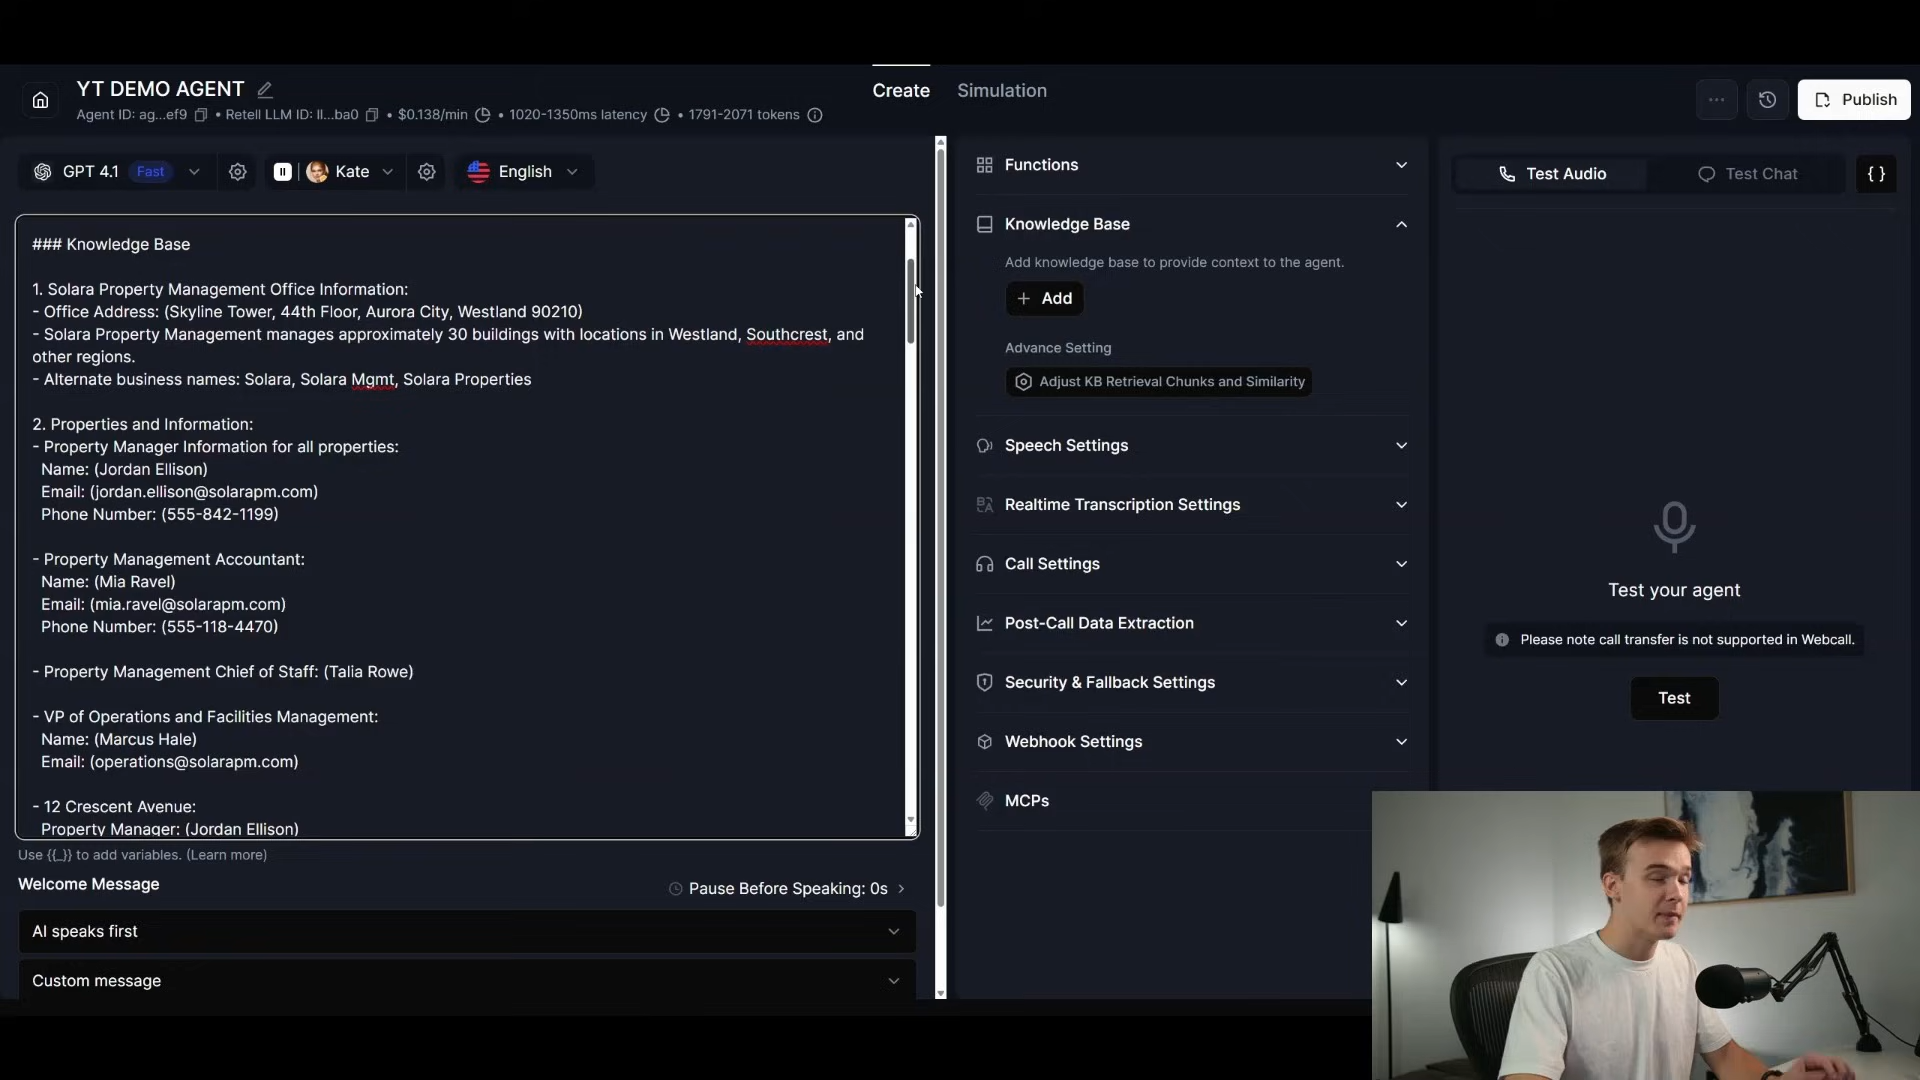 YT DEMO AGENT
Create
Simulation
Agent ID: ag...ef9 • Retell LLM ID: ll...ba0 • $0.138/min • 1020-1350ms latency • 1791-2071 tokens
Publish
GPT 4.1 Fast
Kate
English
### Knowledge Base
1. Solara Property Management Office Information:
- Office Address: (Skyline Tower, 44th Floor, Aurora City, Westland 90210)
- Solara Property Management manages approximately 30 buildings with locations in Westland, Southcrest, and
other regions.
- Alternate business names: Solara, Solara Mgmt, Solara Properties
2. Properties and Information:
- Property Manager Information for all properties:
Name: (Jordan Ellison)
Email: (jordan.ellison@solarapm.com)
Phone Number: (555-842-1199)
- Property Management Accountant:
Name: (Mia Ravel)
Email: (mia.ravel@solarapm.com)
Phone Number: (555-118-4470)
- Property Management Chief of Staff: (Talia Rowe)
- VP of Operations and Facilities Management:
Name: (Marcus Hale)
Email: (operations@solarapm.com)
- 12 Crescent Avenue:
Property Manager: (Jordan Ellison)
Use {{_}} to add variables. (Learn more)
Welcome Message
Pause Before Speaking: 0s
AI speaks first
Custom message
Functions
Knowledge Base
Add knowledge base to provide context to the agent.
+ Add
Advance Setting
Adjust KB Retrieval Chunks and Similarity
Speech Settings
Realtime Transcription Settings
Call Settings
Post-Call Data Extraction
Security & Fallback Settings
Webhook Settings
MCPs
Test Audio
Test Chat
{ }
Test your agent
Please note call transfer is not supported in Webcall.
Test